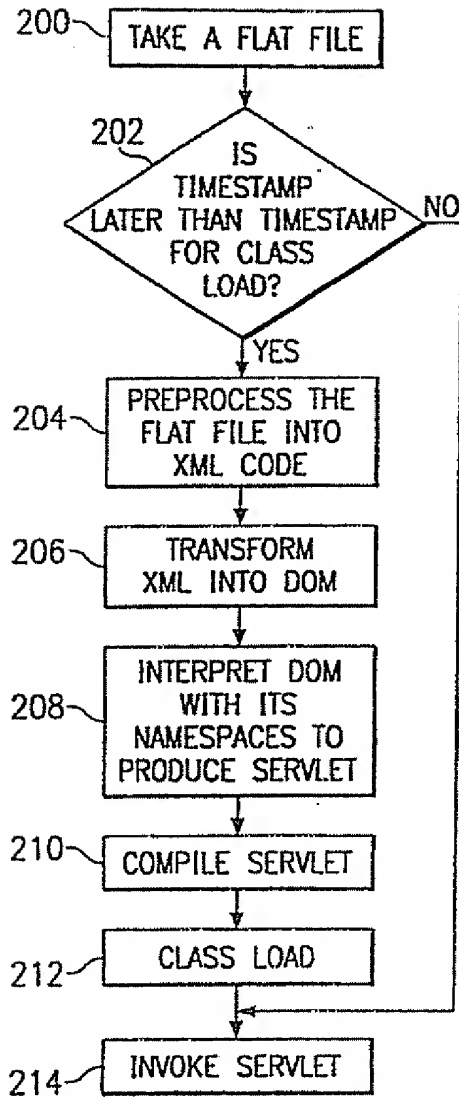 200
TAKE A FLAT FILE
202
IS
TIMESTAMP
LATER THAN TIMESTAMP
FOR CLASS
LOAD?
NO
YES
204
PREPROCESS THE
FLAT FILE INTO
XML CODE
206
TRANSFORM
XML INTO DOM
208
INTERPRET DOM
WITH ITS
NAMESPACES TO
PRODUCE SERVLET
210
COMPILE SERVLET
212
CLASS LOAD
214
INVOKE SERVLET